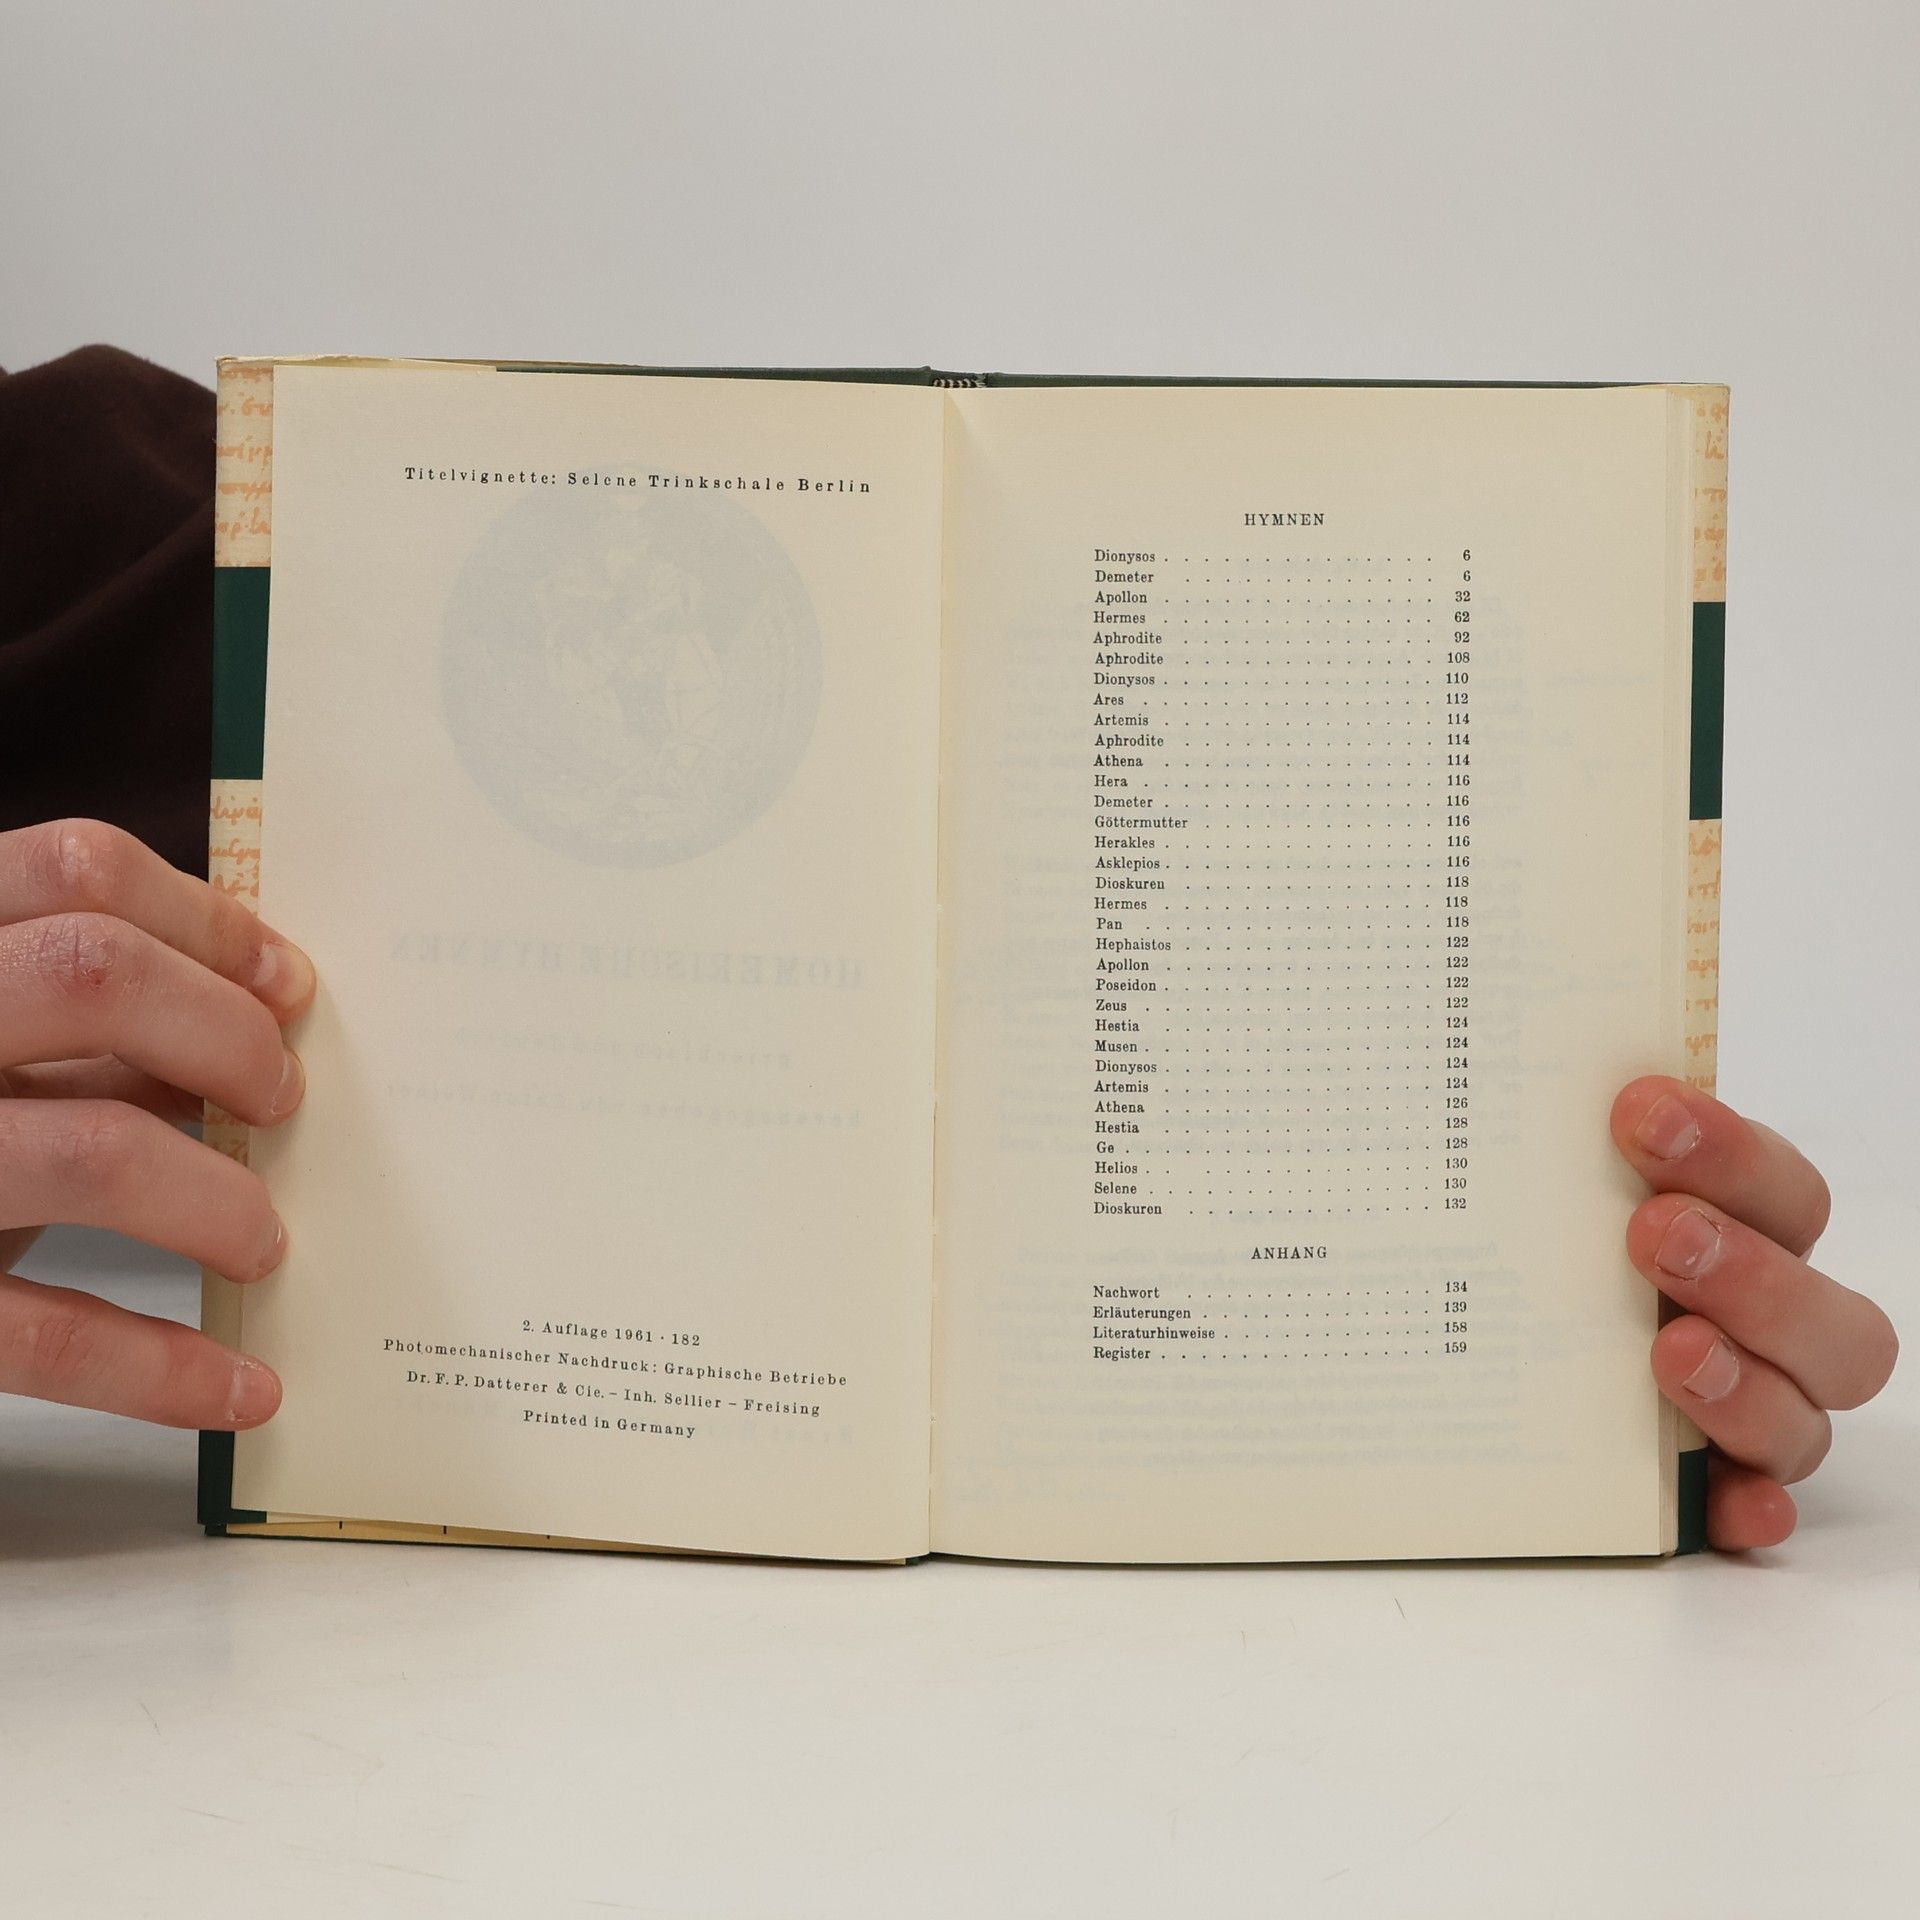 Titelvignette: Selene Trinkschale Berlin
2. Auflage 1961 · 182
Photomechanischer Nachdruck: Graphische Betriebe
Dr. F. P. Datterer & Cie. – Inh. Sellier – Freising
Printed in Germany
HYMNEN
Dionysos . . . . . . . . . . . . . . 6
Demeter . . . . . . . . . . . . . 6
Apollon . . . . . . . . . . . . . . 32
Hermes . . . . . . . . . . . . . . 62
Aphrodite . . . . . . . . . . . . . 92
Aphrodite . . . . . . . . . . . . . 108
Dionysos . . . . . . . . . . . . . . 110
Ares . . . . . . . . . . . . . . . 112
Artemis . . . . . . . . . . . . . . 114
Aphrodite . . . . . . . . . . . . . 114
Athena . . . . . . . . . . . . . . 114
Hera . . . . . . . . . . . . . . . 116
Demeter . . . . . . . . . . . . . . 116
Göttermutter . . . . . . . . . . . . 116
Herakles . . . . . . . . . . . . . . 116
Asklepios . . . . . . . . . . . . . . 116
Dioskuren . . . . . . . . . . . . . 118
Hermes . . . . . . . . . . . . . . 118
Pan . . . . . . . . . . . . . . . 118
Hephaistos . . . . . . . . . . . . . 122
Apollon . . . . . . . . . . . . . . 122
Poseidon . . . . . . . . . . . . . . 122
Zeus . . . . . . . . . . . . . . . 122
Hestia . . . . . . . . . . . . . . 124
Musen . . . . . . . . . . . . . . . 124
Dionysos . . . . . . . . . . . . . . 124
Artemis . . . . . . . . . . . . . . 124
Athena . . . . . . . . . . . . . . 126
Hestia . . . . . . . . . . . . . . 128
Ge . . . . . . . . . . . . . . . . 128
Helios . . . . . . . . . . . . . . 130
Selene . . . . . . . . . . . . . . . 130
Dioskuren . . . . . . . . . . . . . 132
ANHANG
Nachwort . . . . . . . . . . . . . 134
Erläuterungen . . . . . . . . . . . . 139
Literaturhinweise . . . . . . . . . . . 158
Register . . . . . . . . . . . . . . 159